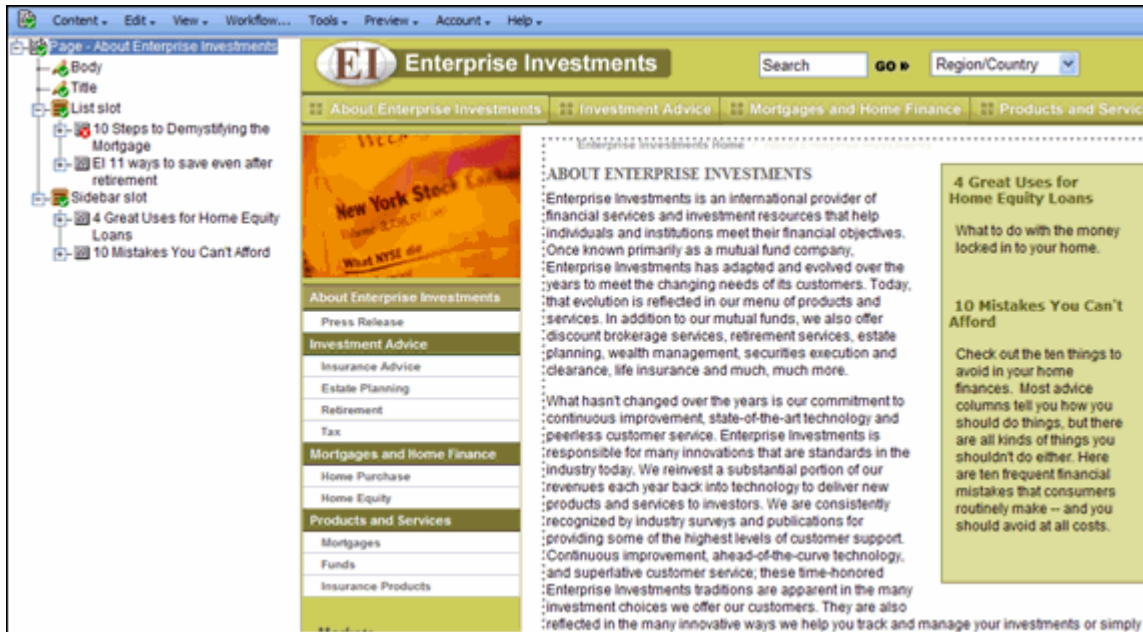 Content Edit View Workflow... Tools Preview Account Help
Page - About Enterprise Investments
Body
Title
List slot
10 Steps to Demystifying the
Mortgage
EI 11 ways to save even after
retirement
Sidebar slot
4 Great Uses for Home Equity
Loans
10 Mistakes You Can't Afford
EI Enterprise Investments
Search GO Region/Country
About Enterprise Investments Investment Advice Mortgages and Home Finance Products and Servic
New York Stock
What NYSE did
About Enterprise Investments
Press Release
Investment Advice
Insurance Advice
Estate Planning
Retirement
Tax
Mortgages and Home Finance
Home Purchase
Home Equity
Products and Services
Mortgages
Funds
Insurance Products
Markets
Enterprise Investments Home About Enterprise Investments
ABOUT ENTERPRISE INVESTMENTS
Enterprise Investments is an international provider of
financial services and investment resources that help
individuals and institutions meet their financial objectives.
Once known primarily as a mutual fund company,
Enterprise Investments has adapted and evolved over the
years to meet the changing needs of its customers. Today,
that evolution is reflected in our menu of products and
services. In addition to our mutual funds, we also offer
discount brokerage services, retirement services, estate
planning, wealth management, securities execution and
clearance, life insurance and much, much more.
What hasn't changed over the years is our commitment to
continuous improvement, state-of-the-art technology and
peerless customer service. Enterprise Investments is
responsible for many innovations that are standards in the
industry today. We reinvest a substantial portion of our
revenues each year back into technology to deliver new
products and services to investors. We are consistently
recognized by industry surveys and publications for
providing some of the highest levels of customer support.
Continuous improvement, ahead-of-the-curve technology,
and superlative customer service; these time-honored
Enterprise Investments traditions are apparent in the many
investment choices we offer our customers. They are also
reflected in the many innovative ways we help you track and manage your investments or simply
4 Great Uses for
Home Equity Loans
What to do with the money
locked in to your home.
10 Mistakes You Can't
Afford
Check out the ten things to
avoid in your home
finances. Most advice
columns tell you how you
should do things, but there
are all kinds of things you
shouldn't do either. Here
are ten frequent financial
mistakes that consumers
routinely make -- and you
should avoid at all costs.